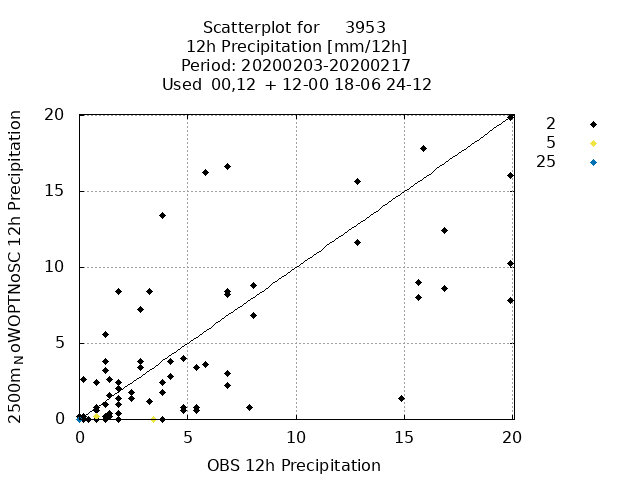 Scatterplot for 3953
12h Precipitation [mm/12h]
Period: 20200203-20200217
Used 00,12 + 12-00 18-06 24-12
2
5
25
20
15
10
5
0
0 5 10 15 20
2500m_NoWOPTNoSC 12h Precipitation
OBS 12h Precipitation